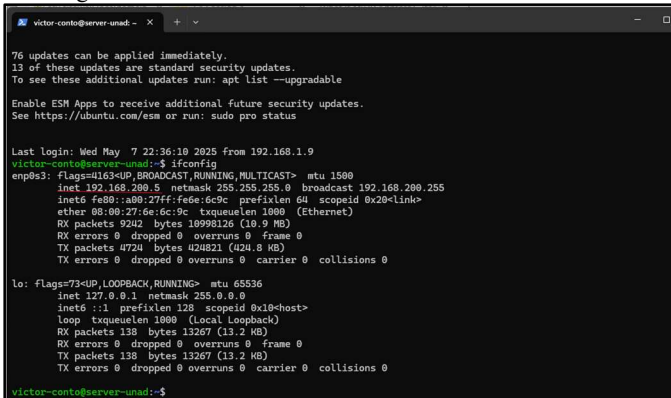 victor-conto@server-unad: ~
76 updates can be applied immediately.
13 of these updates are standard security updates.
To see these additional updates run: apt list --upgradable
Enable ESM Apps to receive additional future security updates.
See https://ubuntu.com/esm or run: sudo pro status
Last login: Wed May  7 22:36:10 2025 from 192.168.1.9
victor-conto@server-unad:~$ ifconfig
enp0s3: flags=4163<UP,BROADCAST,RUNNING,MULTICAST>  mtu 1500
inet 192.168.200.5  netmask 255.255.255.0  broadcast 192.168.200.255
inet6 fe80::a00:27ff:fe6e:6c9c  prefixlen 64  scopeid 0x20<link>
ether 08:00:27:6e:6c:9c  txqueuelen 1000  (Ethernet)
RX packets 9242  bytes 10998126 (10.9 MB)
RX errors 0  dropped 0  overruns 0  frame 0
TX packets 4724  bytes 424821 (424.8 KB)
TX errors 0  dropped 0 overruns 0  carrier 0  collisions 0
lo: flags=73<UP,LOOPBACK,RUNNING>  mtu 65536
inet 127.0.0.1  netmask 255.0.0.0
inet6 ::1  prefixlen 128  scopeid 0x10<host>
loop  txqueuelen 1000  (Local Loopback)
RX packets 138  bytes 13267 (13.2 KB)
RX errors 0  dropped 0  overruns 0  frame 0
TX packets 138  bytes 13267 (13.2 KB)
TX errors 0  dropped 0 overruns 0  carrier 0  collisions 0
victor-conto@server-unad:~$